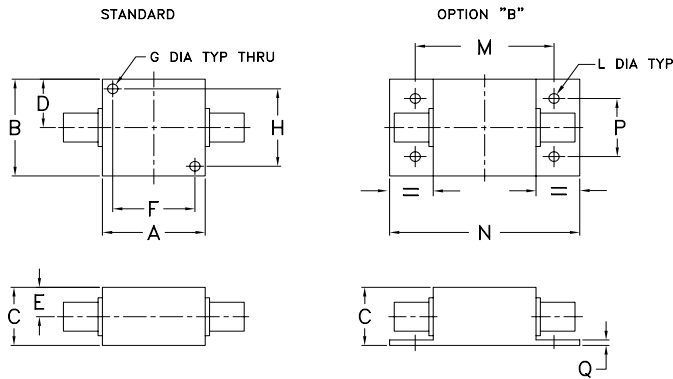 STANDARD
OPTION "B"
G DIA TYP THRU
M
L DIA TYP
D
B
H
P
F
A
=
=
N
E
C
C
Q